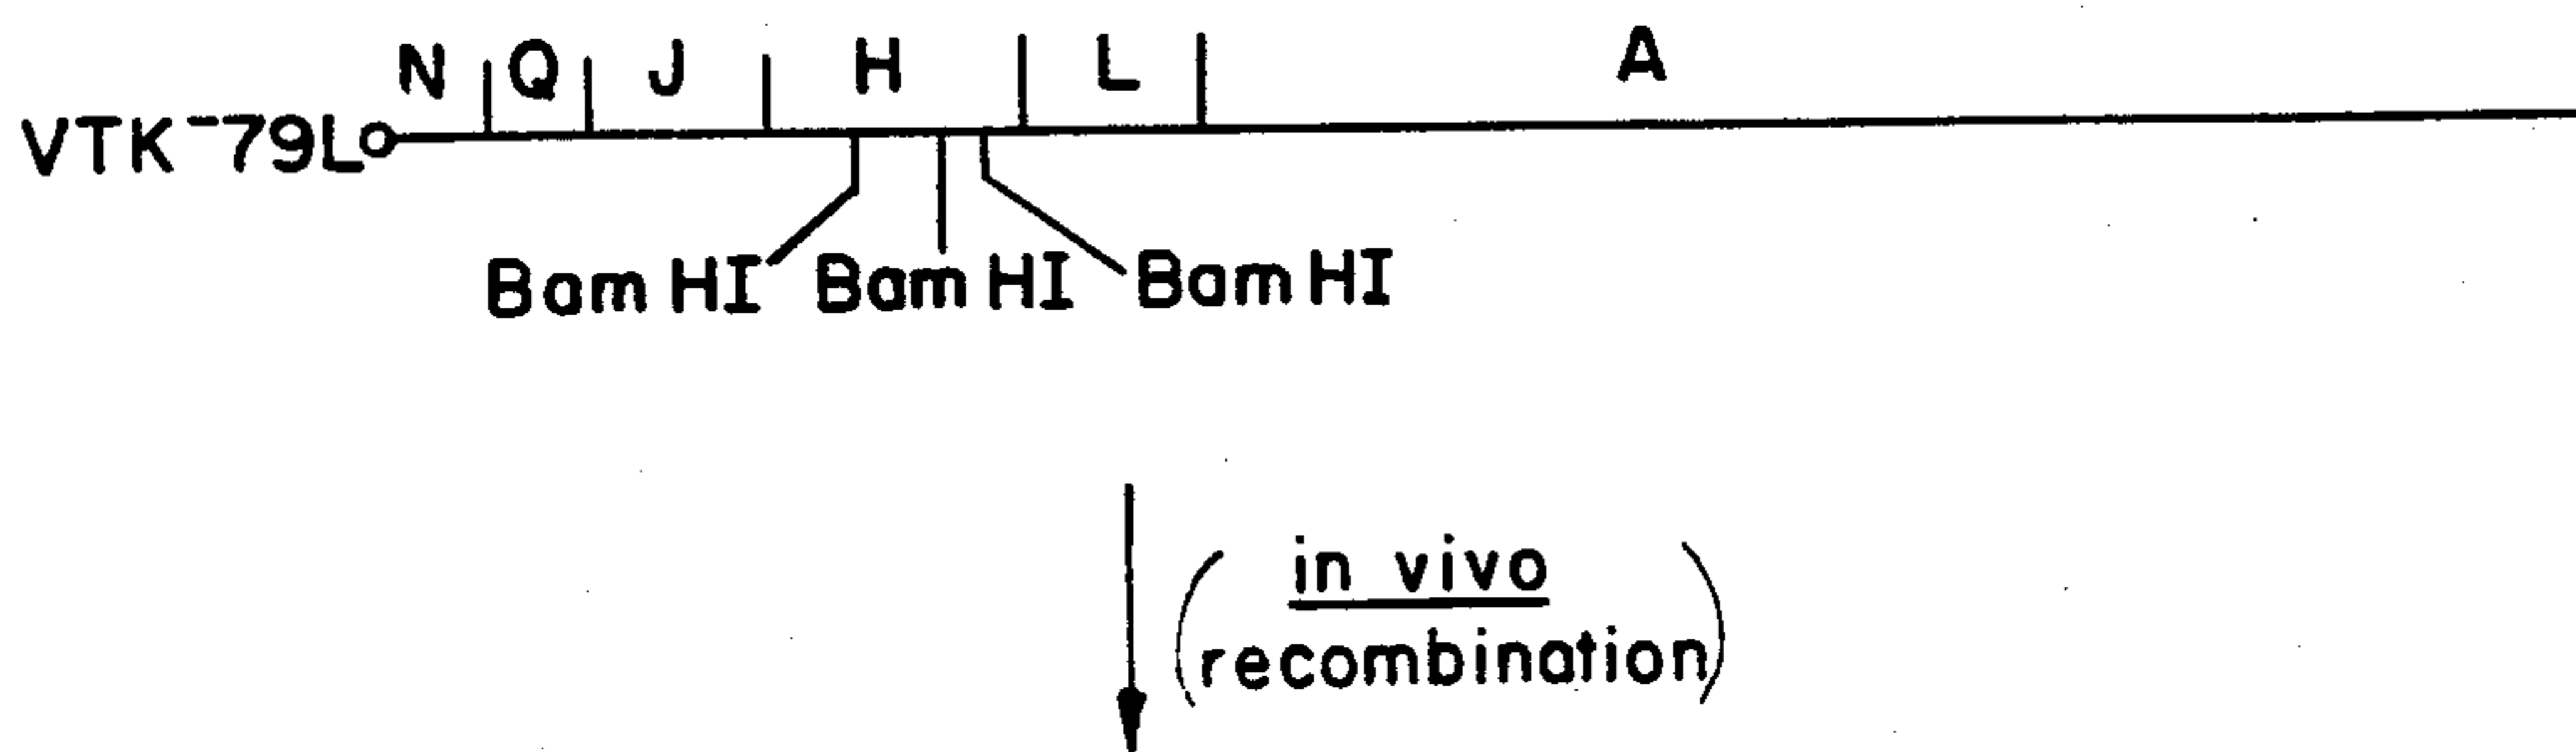 N Q J H L A
VTK⁻79L
Bam HI Bam HI Bam HI
(in vivo
recombination)